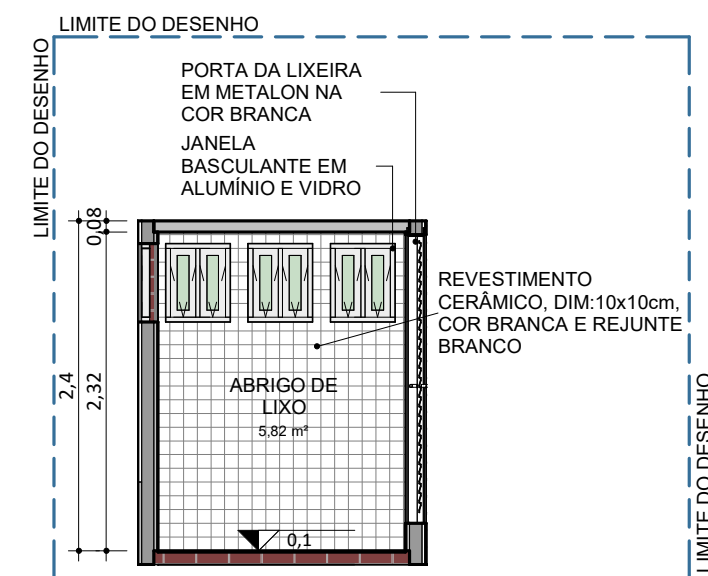 LIMITE DO DESENHO
LIMITE DO DESENHO
PORTA DA LIXEIRA
EM METALON NA
COR BRANCA
JANELA
BASCULANTE EM
ALUMÍNIO E VIDRO
0,08
REVESTIMENTO
CERÂMICO, DIM:10x10cm,
COR BRANCA E REJUNTE
BRANCO
2,4
2,32
ABRIGO DE
LIXO
5,82 m²
0,1
LIMITE DO DESENHO